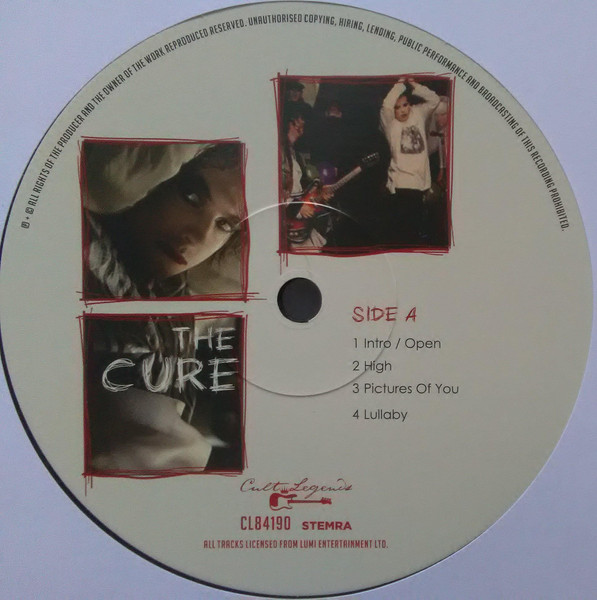 ℗ + © ALL RIGHTS OF THE PRODUCER AND THE OWNER OF THE WORK REPRODUCED RESERVED. UNAUTHORISED COPYING, HIRING, LENDING, PUBLIC PERFORMANCE AND BROADCASTING OF THIS RECORDING PROHIBITED.
THE
CURE
SIDE A
1 Intro / Open
2 High
3 Pictures Of You
4 Lullaby
Cult Legends
CL84190 STEMRA
ALL TRACKS LICENSED FROM LUMI ENTERTAINMENT LTD.